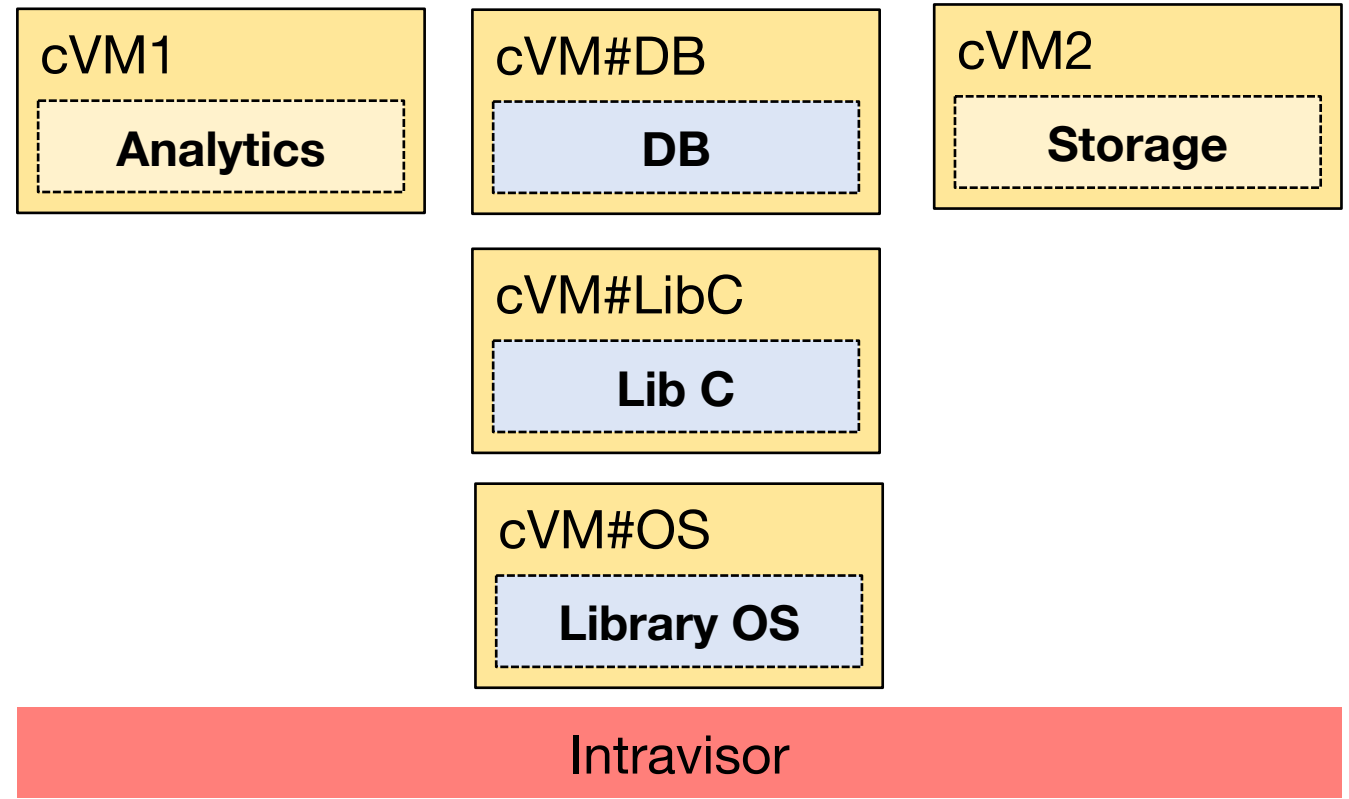 cVM1
Analytics
cVM#DB
DB
cVM2
Storage
cVM#LibC
Lib C
cVM#OS
Library OS
Intravisor